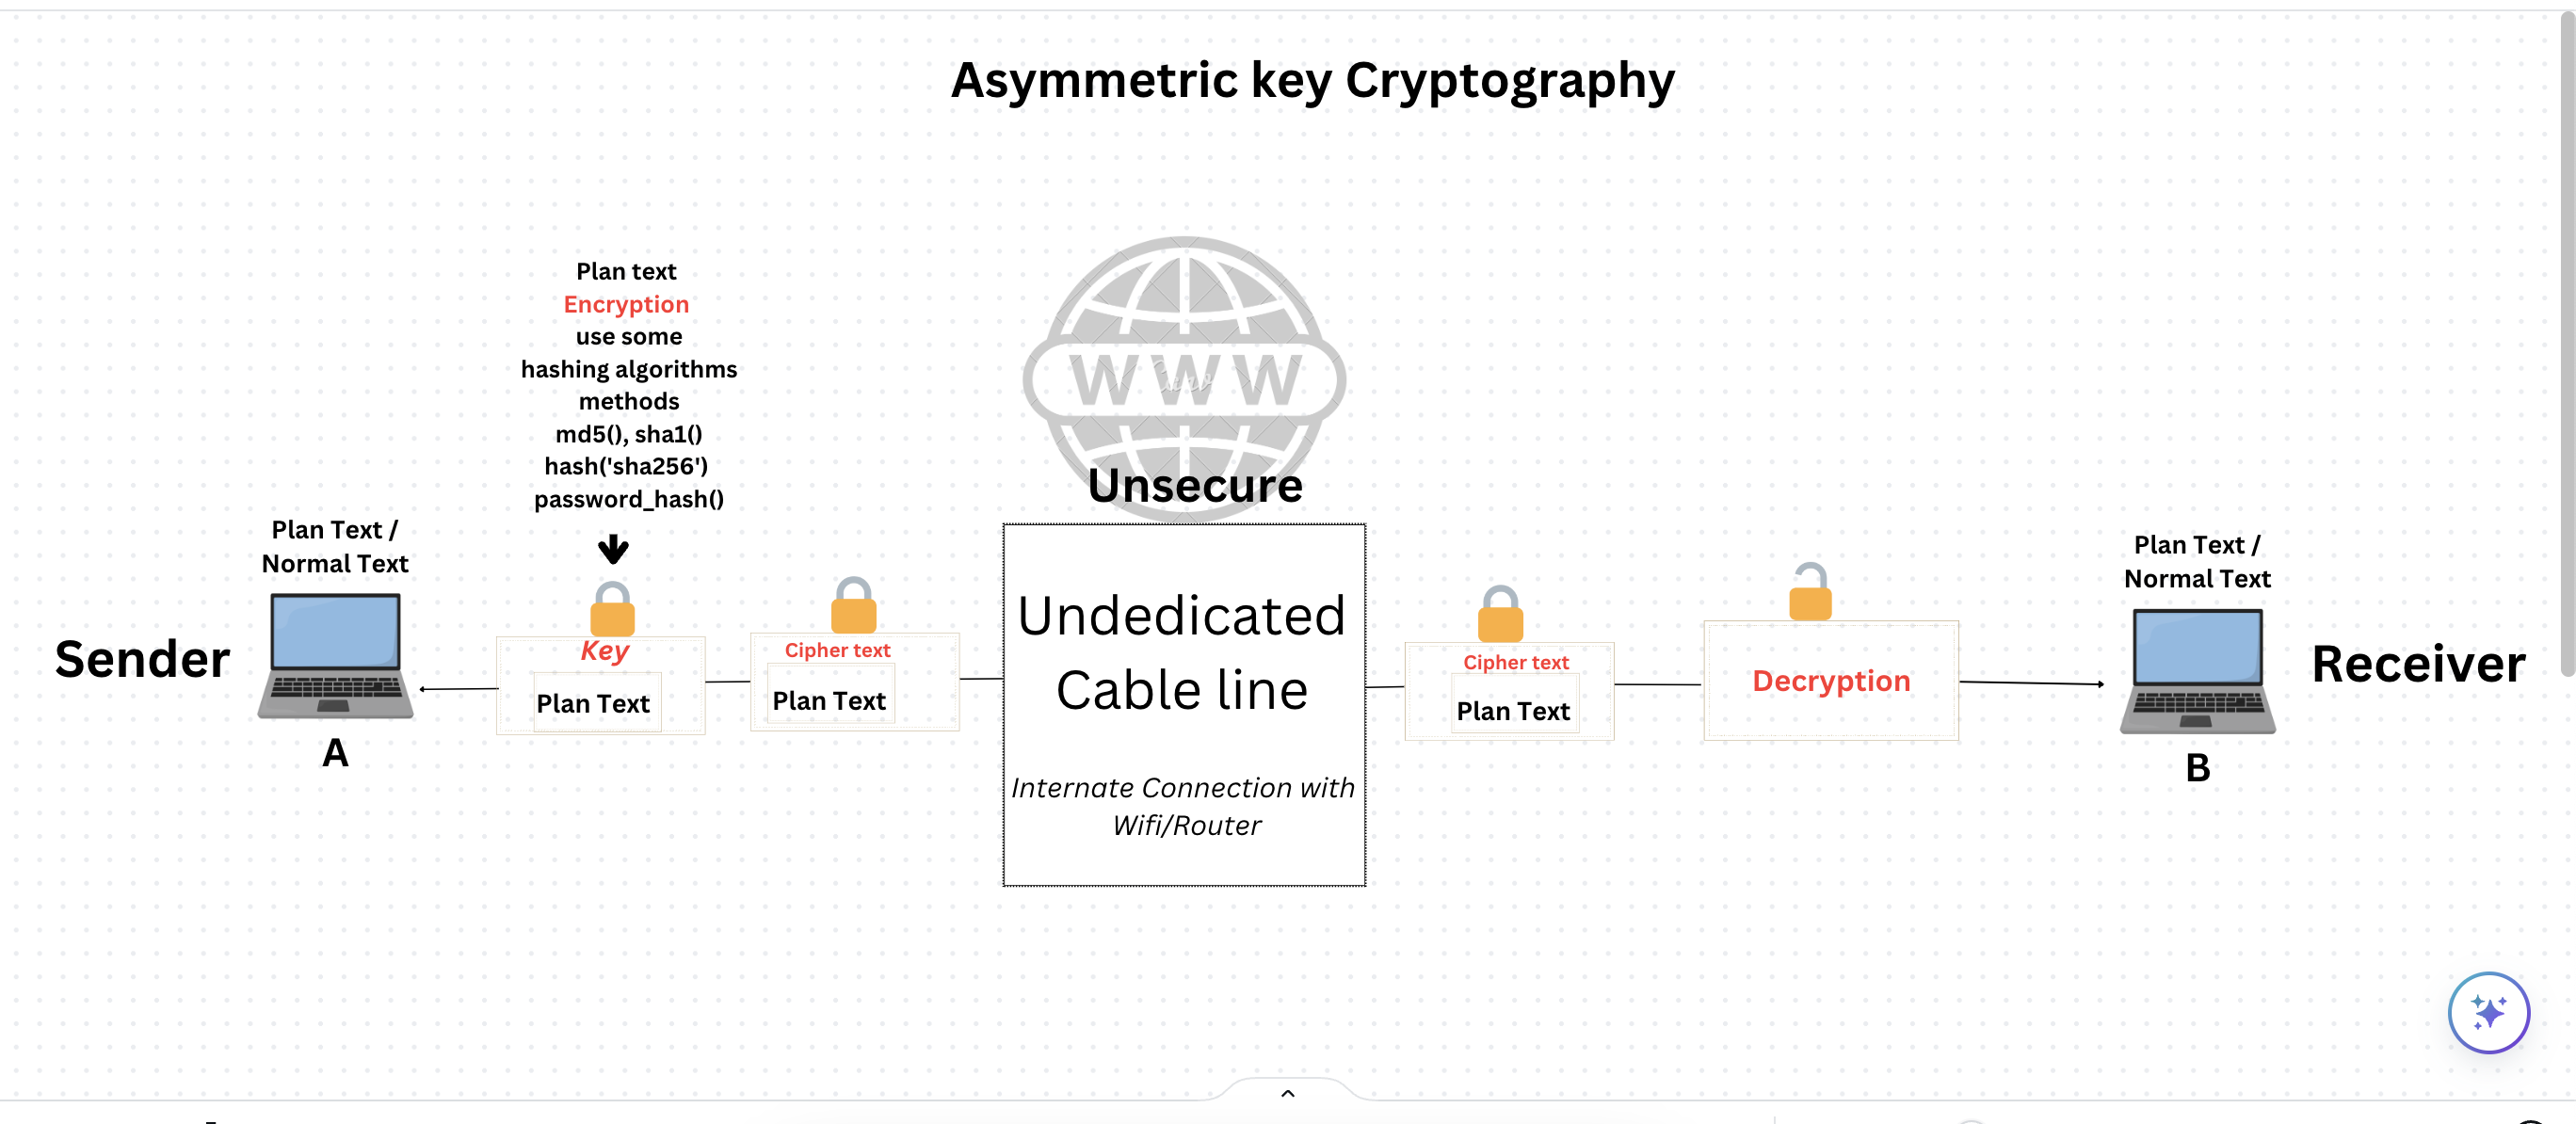 Asymmetric key Cryptography
Plan text
Encryption
use some
hashing algorithms
methods
md5(), sha1()
hash('sha256')
password_hash()
WWW
Unsecure
Undedicated
Cable line
Internate Connection with
Wifi/Router
Sender
Plan Text /
Normal Text
A
Key
Plan Text
Cipher text
Plan Text
Cipher text
Plan Text
Decryption
Plan Text /
Normal Text
B
Receiver